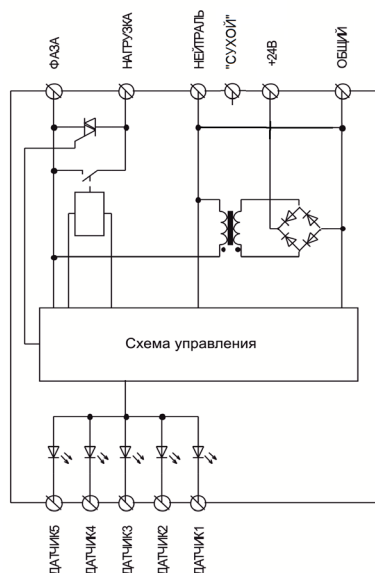 ФАЗА
НАГРУЗКА
НЕЙТРАЛЬ
"СУХОЙ"
+24В
ОБЩИЙ
Схема управления
ДАТЧИК5
ДАТЧИК4
ДАТЧИК3
ДАТЧИК2
ДАТЧИК1